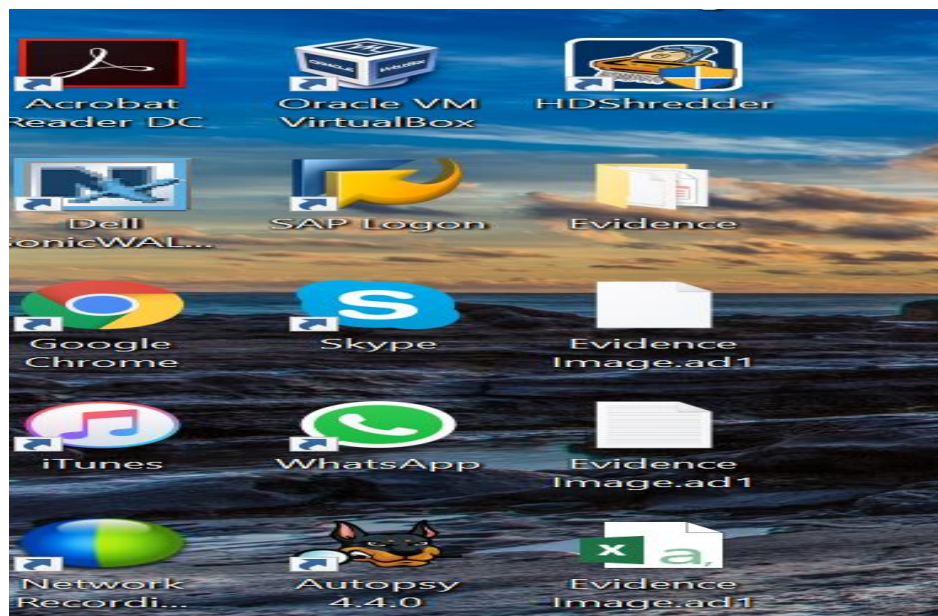 Acrobat
Reader DC
Oracle VM
VirtualBox
HDShredder
Dell
SonicWAL...
SAP Logon
Evidence
Google
Chrome
Skype
Evidence
Image.ad1
iTunes
WhatsApp
Evidence
Image.ad1
Network
Recordi...
Autopsy
4.4.0
Evidence
Image.ad1